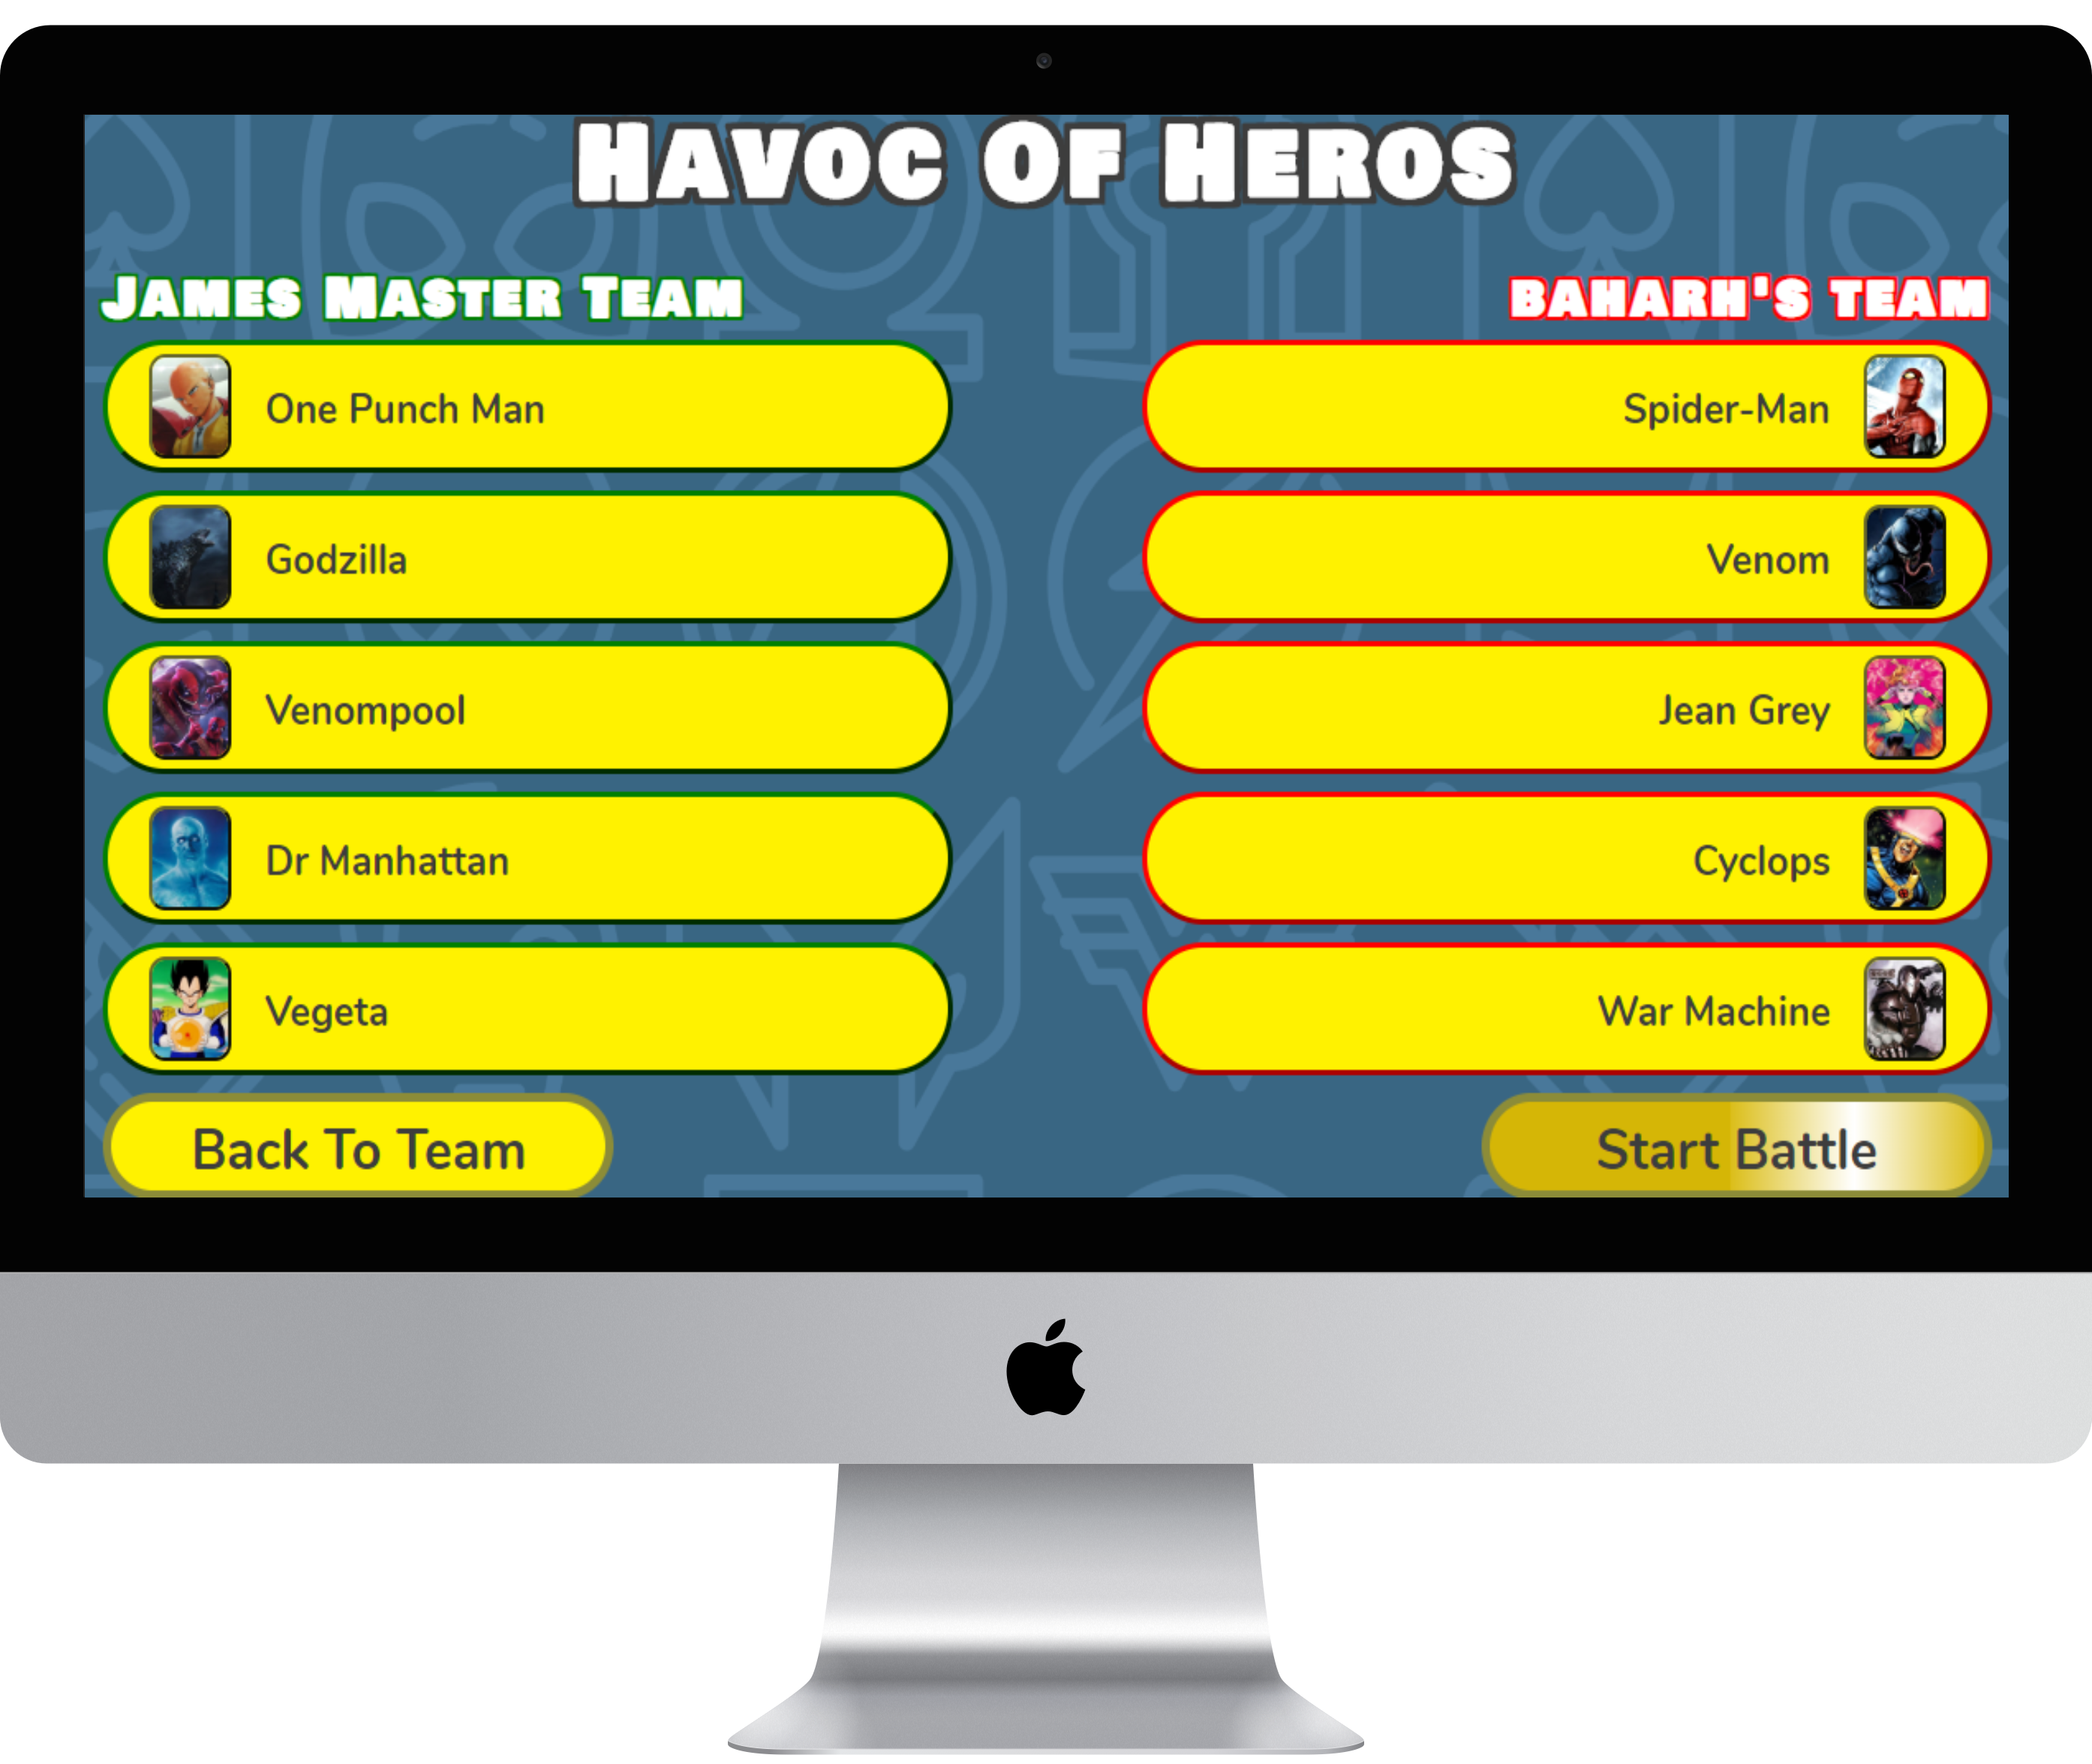 Havoc Of Heros
James Master Team
One Punch Man
Godzilla
Venompool
Dr Manhattan
Vegeta
Back To Team
BAHARH'S TEAM
Spider-Man
Venom
Jean Grey
Cyclops
War Machine
Start Battle